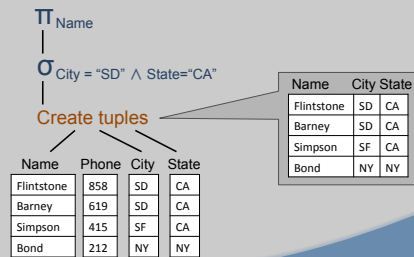 π Name
σ City = “SD” ∧ State=“CA”
Create tuples
Name Phone City State
Flintstone 858 SD CA
Barney 619 SD CA
Simpson 415 SF CA
Bond 212 NY NY
Name City State
Flintstone SD CA
Barney SD CA
Simpson SF CA
Bond NY NY